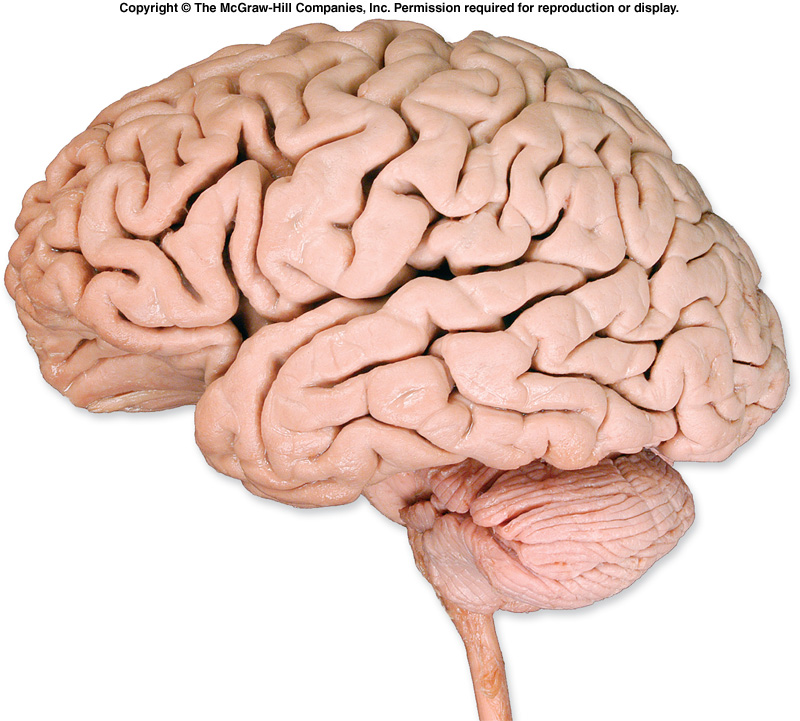 Copyright © The McGraw-Hill Companies, Inc. Permission required for reproduction or display.